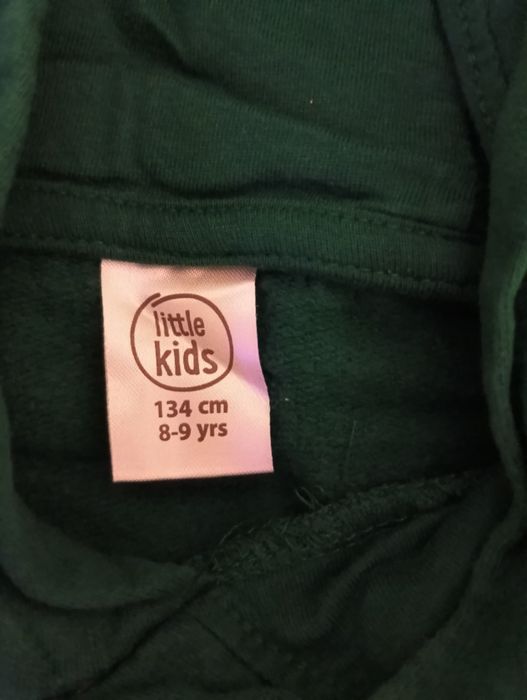 little
kids
134 cm
8-9 yrs